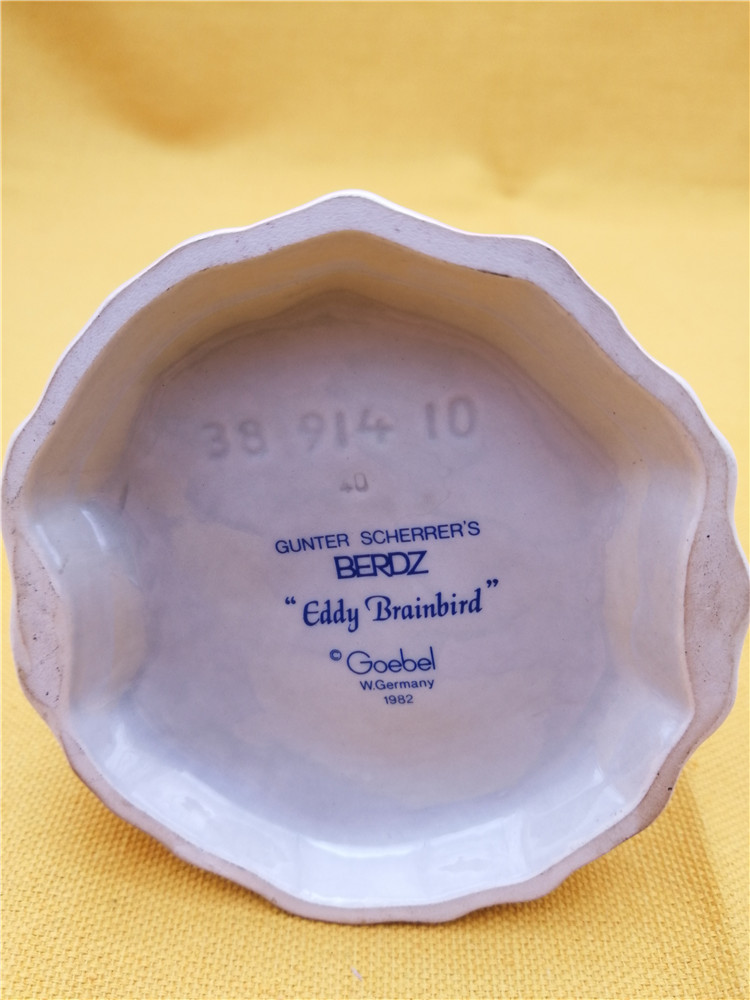 38 914 10
40
GUNTER SCHERRER'S
BERDZ
“Eddy Brainbird”
© Goebel
W.Germany
1982